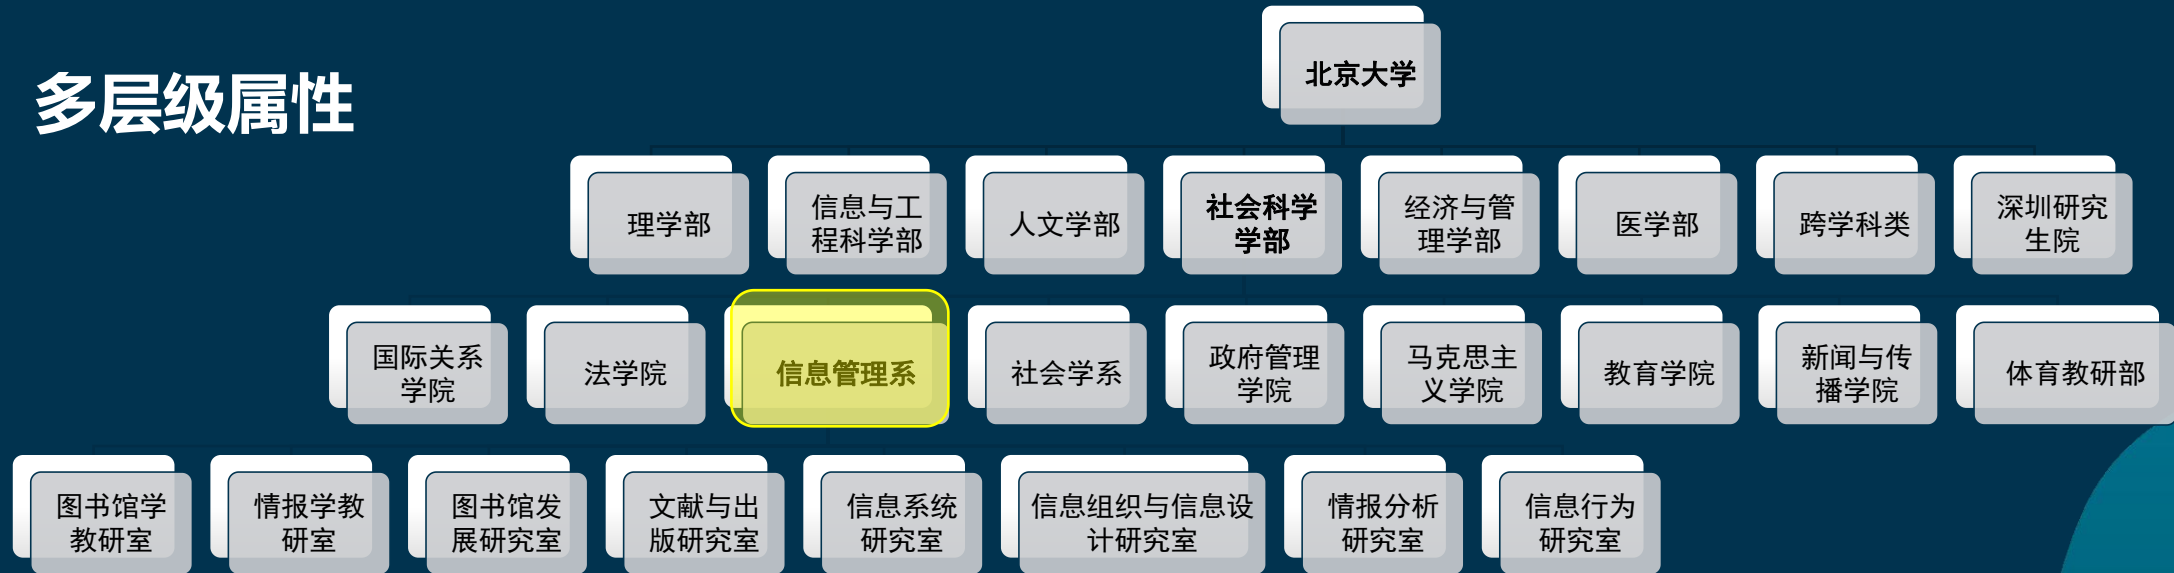 多层级属性
北京大学
理学部
信息与工
程科学部
人文学部
社会科学
学部
经济与管
理学部
医学部
跨学科类
深圳研究
生院
国际关系
学院
法学院
信息管理系
社会学系
政府管理
学院
马克思主
义学院
教育学院
新闻与传
播学院
体育教研部
图书馆学
教研室
情报学教
研室
图书馆发
展研究室
文献与出
版研究室
信息系统
研究室
信息组织与信息设
计研究室
情报分析
研究室
信息行为
研究室